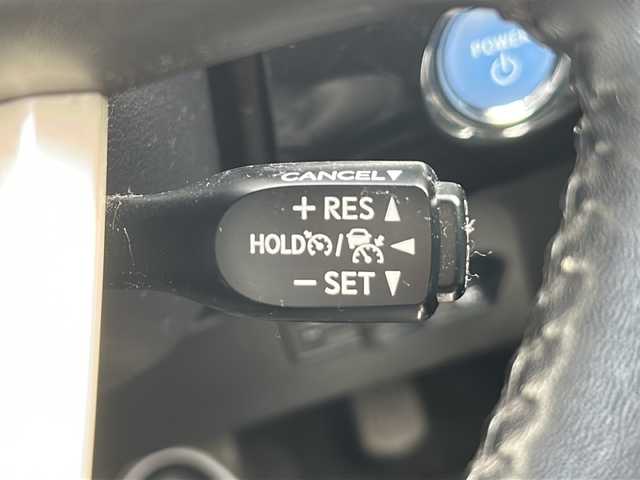 POWER
CANCEL▼
+ RES ▲
HOLD / ◀
− SET ▼